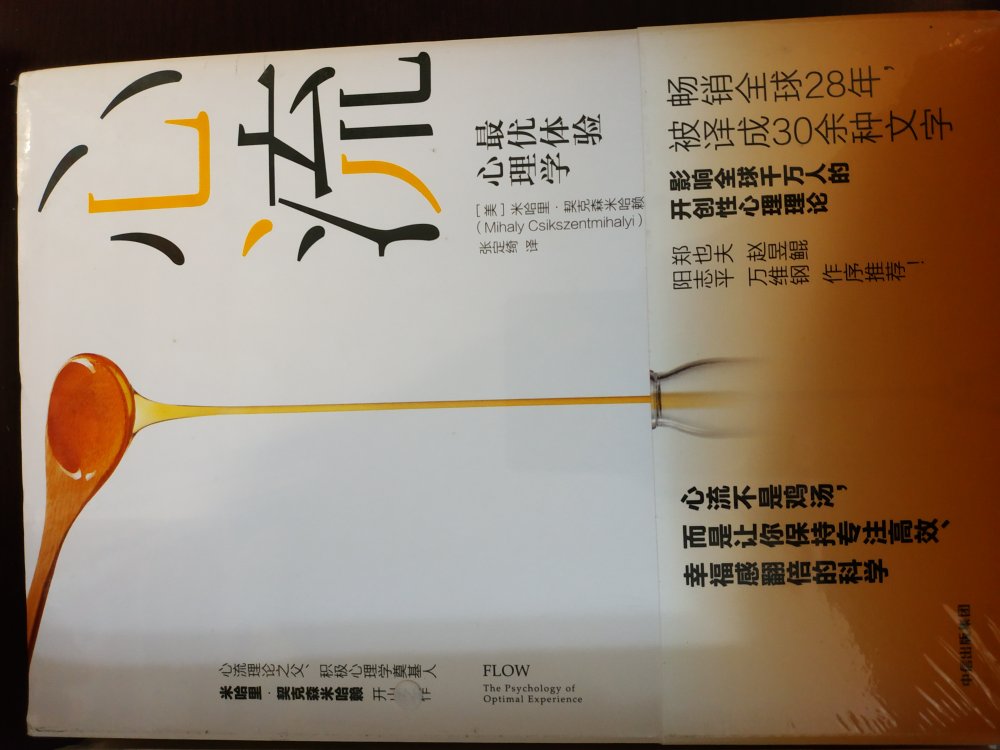 心流
最优体验
心理学
[美]米哈里·契克森米哈赖
(Mihaly Csikszentmihalyi)
张定绮 译
心流理论之父、积极心理学奠基人
米哈里·契克森米哈赖 开山 作
FLOW
The Psychology of
Optimal Experience
畅销全球28年，
被译成30余种文字
影响全球千万人的
开创性心理理论
郑也夫 赵昱鲲
阳志平 万维钢 作序推荐！
心流不是鸡汤，
而是让你保持专注高效、
幸福感翻倍的科学
中信出版集团